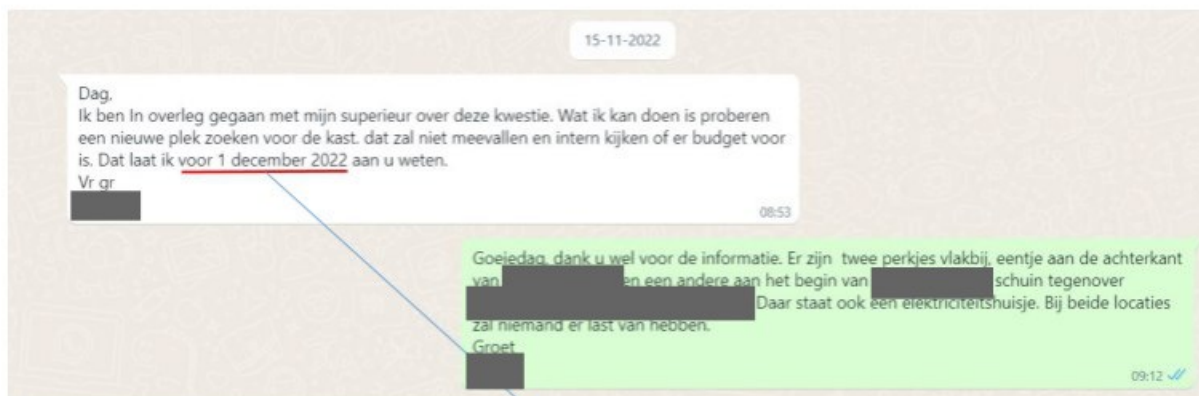 15-11-2022
Dag,
Ik ben In overleg gegaan met mijn superieur over deze kwestie. Wat ik kan doen is proberen
een nieuwe plek zoeken voor de kast. dat zal niet meevallen en intern kijken of er budget voor
is. Dat laat ik voor 1 december 2022 aan u weten.
Vr gr
08:53
Goeiedag, dank u wel voor de informatie. Er zijn twee perkjes vlakbij, eentje aan de achterkant
van en een andere aan het begin van schuin tegenover
Daar staat ook een elektriciteitshuisje. Bij beide locaties
zal niemand er last van hebben.
Groet
09:12